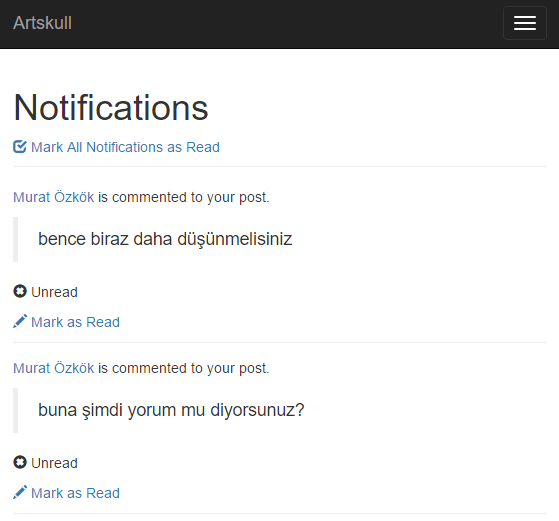 Artskull
Notifications
Mark All Notifications as Read
Murat Özkök is commented to your post.
bence biraz daha düşünmelisiniz
Unread
Mark as Read
Murat Özkök is commented to your post.
buna şimdi yorum mu diyorsunuz?
Unread
Mark as Read